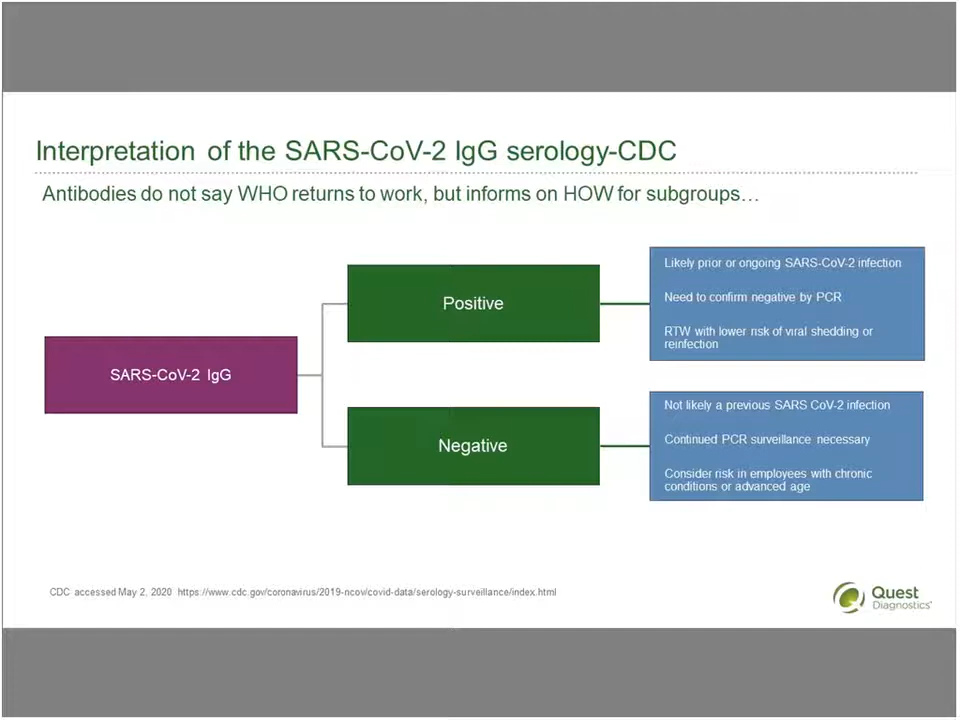 Interpretation of the SARS-CoV-2 IgG serology-CDC
Antibodies do not say WHO returns to work, but informs on HOW for subgroups…
SARS-CoV-2 IgG
Positive
Likely prior or ongoing SARS-CoV-2 infection
Need to confirm negative by PCR
RTW with lower risk of viral shedding or
reinfection
Negative
Not likely a previous SARS CoV-2 infection
Continued PCR surveillance necessary
Consider risk in employees with chronic
conditions or advanced age
CDC accessed May 2, 2020 https://www.cdc.gov/coronavirus/2019-ncov/covid-data/serology-surveillance/index.html
Quest
Diagnostics®